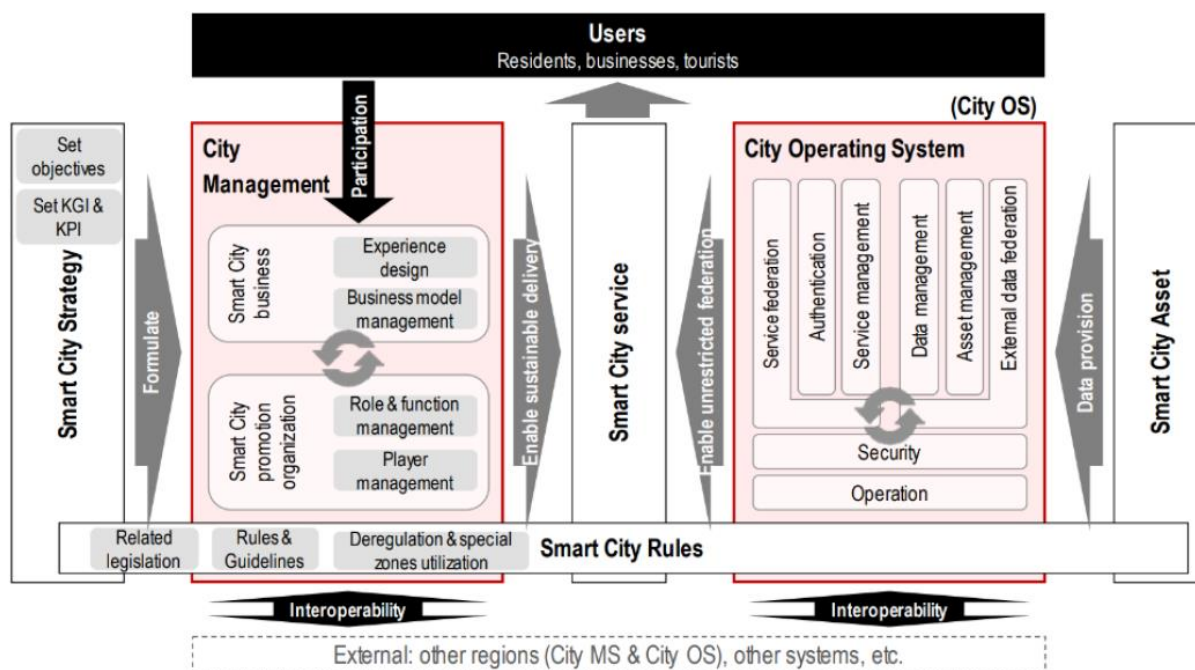 Users
Residents, businesses, tourists
Participation
(City OS)
Set
objectives
Set KGI &
KPI
Smart City Strategy
Formulate
City
Management
Smart City
business
Experience
design
Business model
management
Smart City
promotion
organization
Role & function
management
Player
management
Enable sustainable delivery
Smart City service
Enable unrestricted federation
City Operating System
Service federation
Authentication
Service management
Data management
Asset management
External data federation
Security
Operation
Data provision
Smart City Asset
Related
legislation
Rules &
Guidelines
Deregulation & special
zones utilization
Smart City Rules
Interoperability
Interoperability
External: other regions (City MS & City OS), other systems, etc.